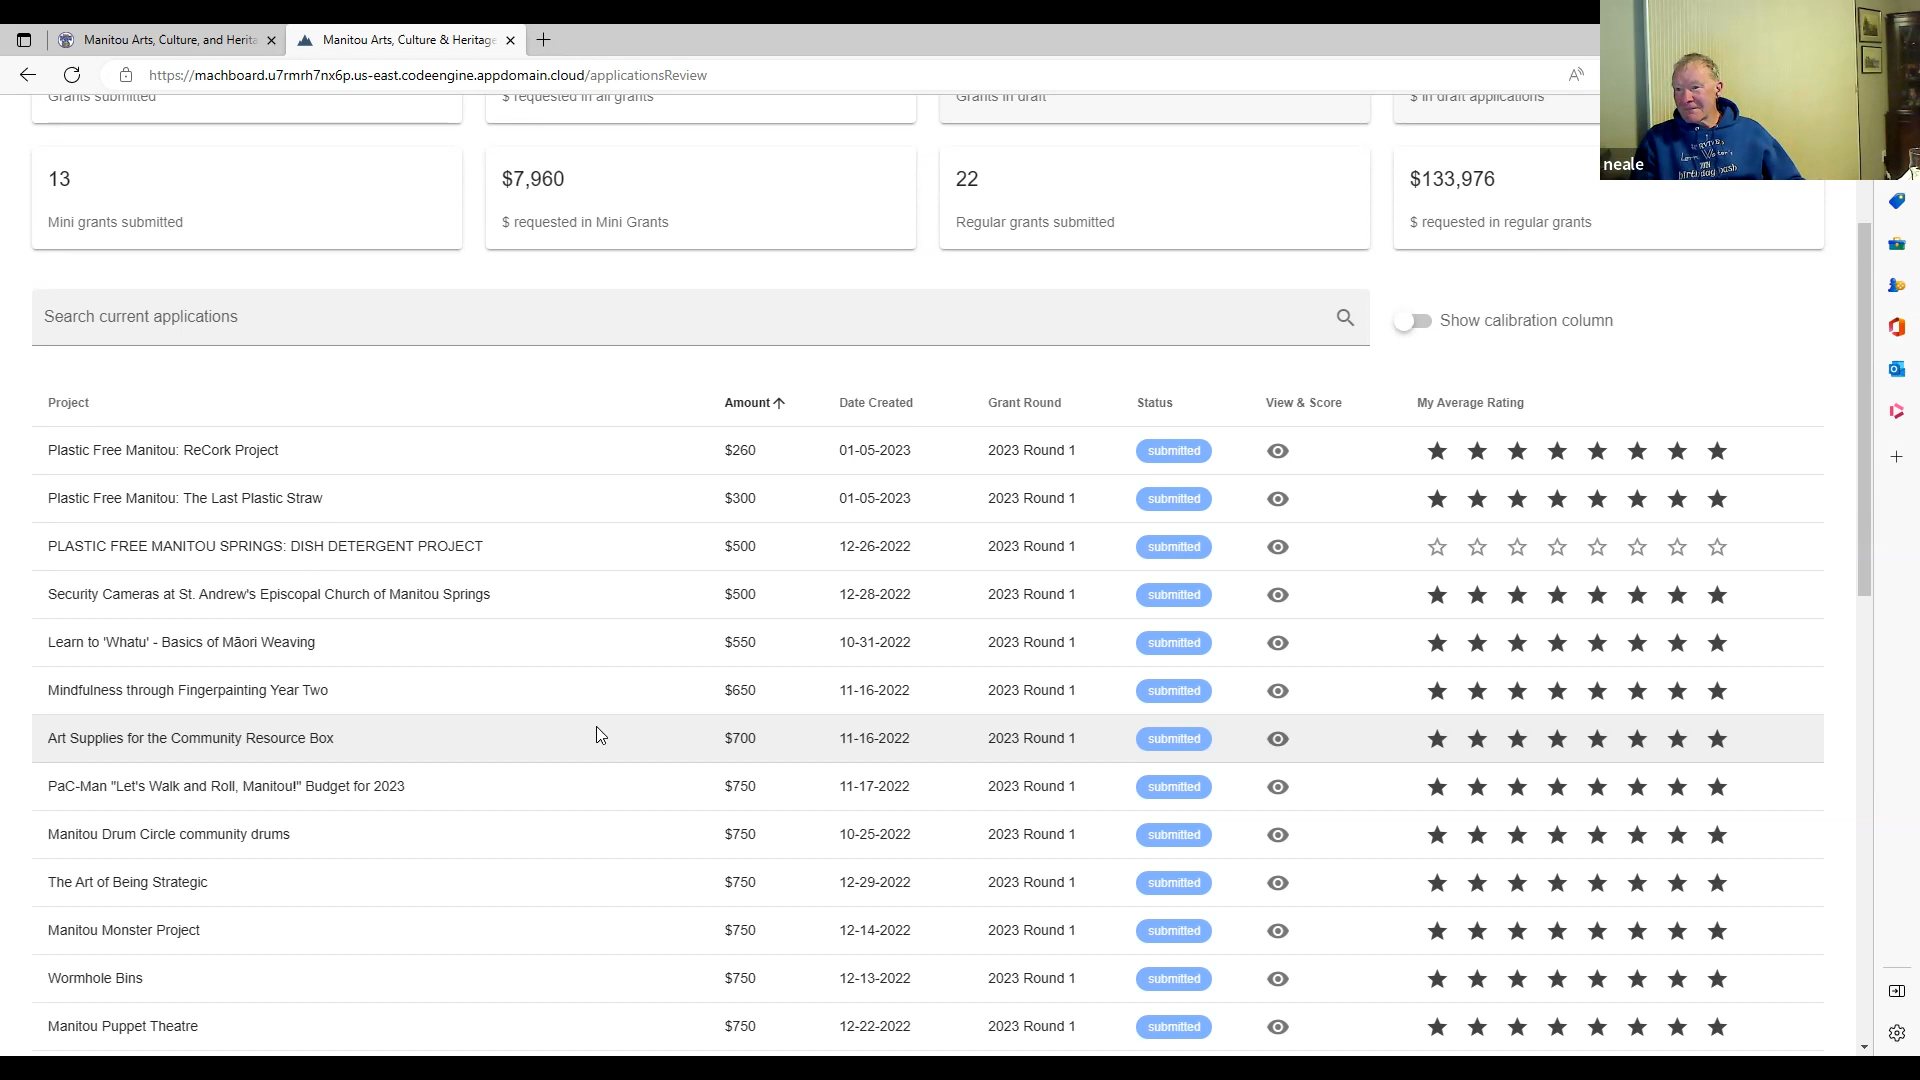 Manitou Arts, Culture, and Herita
Manitou Arts, Culture & Heritage
https://machboard.u7rmrh7nx6p.us-east.codeengine.appdomain.cloud/applicationsReview
neale
Grants submitted
$ requested in all grants
Grants in draft
$ in draft applications
13
$7,960
22
$133,976
Mini grants submitted
$ requested in Mini Grants
Regular grants submitted
$ requested in regular grants
Search current applications
Show calibration column
Project Amount Date Created Grant Round Status View & Score My Average Rating
Plastic Free Manitou: ReCork Project $260 01-05-2023 2023 Round 1 submitted
Plastic Free Manitou: The Last Plastic Straw $300 01-05-2023 2023 Round 1 submitted
PLASTIC FREE MANITOU SPRINGS: DISH DETERGENT PROJECT $500 12-26-2022 2023 Round 1 submitted
Security Cameras at St. Andrew's Episcopal Church of Manitou Springs $500 12-28-2022 2023 Round 1 submitted
Learn to 'Whatu' - Basics of Māori Weaving $550 10-31-2022 2023 Round 1 submitted
Mindfulness through Fingerpainting Year Two $650 11-16-2022 2023 Round 1 submitted
Art Supplies for the Community Resource Box $700 11-16-2022 2023 Round 1 submitted
PaC-Man "Let's Walk and Roll, Manitou!" Budget for 2023 $750 11-17-2022 2023 Round 1 submitted
Manitou Drum Circle community drums $750 10-25-2022 2023 Round 1 submitted
The Art of Being Strategic $750 12-29-2022 2023 Round 1 submitted
Manitou Monster Project $750 12-14-2022 2023 Round 1 submitted
Wormhole Bins $750 12-13-2022 2023 Round 1 submitted
Manitou Puppet Theatre $750 12-22-2022 2023 Round 1 submitted